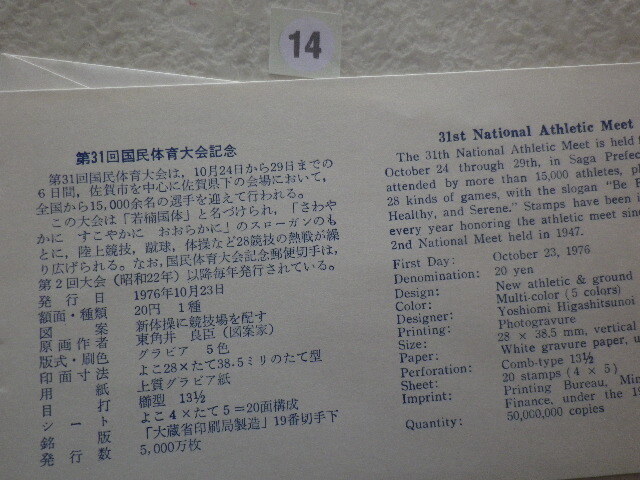 14
第31回国民体育大会記念
第31回国民体育大会は，10月24日から29日までの
6日間，佐賀市を中心に佐賀県下の会場において，
全国から15,000余名の選手を迎えて行われる。
この大会は「若楠国体」と名づけられ，「さわや
かに すこやかに おおらかに」のスローガンのも
とに，陸上競技，蹴球，体操など28競技の熱戦が繰
り広げられる。なお，国民体育大会記念郵便切手は，
第2回大会（昭和22年）以降毎年発行されている。
発行日 1976年10月23日
額面・種類 20円 1種
図案 新体操に競技場を配す
原画作者 東角井 良臣（図案家）
版式・刷色 グラビア 5色
印面寸法 よこ28×たて38.5ミリのたて型
用紙 上質グラビア紙
目打 櫛型 13½
シート よこ4×たて5＝20面構成
銘版 「大蔵省印刷局製造」19番切手下
発行数 5,000万枚
31st National Athletic Meet
The 31th National Athletic Meet is held
October 24 through 29th, in Saga Prefec
attended by more than 15,000 athletes,
28 kinds of games, with the slogan "Be
Healthy, and Serene." Stamps have been
every year honoring the athletic meet
2nd National Meet held in 1947.
First Day: October 23, 1976
Denomination: 20 yen
Design: New athletic & ground
Color: Multi-color (5 colors)
Designer: Yoshiomi Higashitsunoi
Printing: Photogravure
Size: 28 × 38.5 mm, vertical
Paper: White gravure paper,
Perforation: Comb-type 13½
Sheet: 20 stamps (4 × 5)
Imprint: Printing Bureau,
Finance, under the
Quantity: 50,000,000 copies